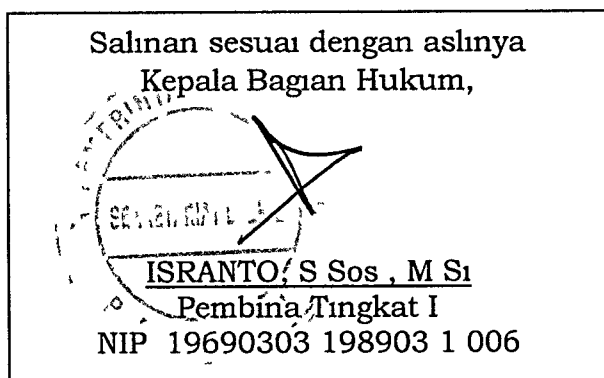 Salinan sesuai dengan aslinya
Kepala Bagian Hukum,
ISRANTO, S Sos , M Si
Pembina Tingkat I
NIP 19690303 198903 1 006